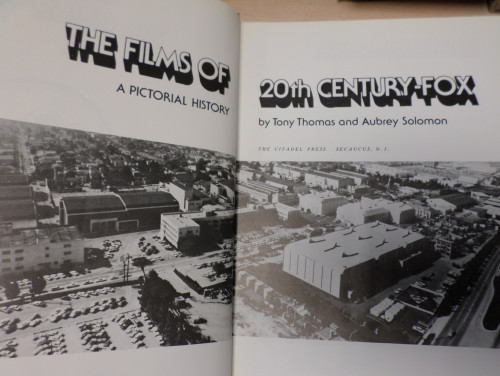 THE FILMS OF
20th CENTURY-FOX
A PICTORIAL HISTORY
by Tony Thomas and Aubrey Solomon
THE CITADEL PRESS SECAUCUS, N. J.